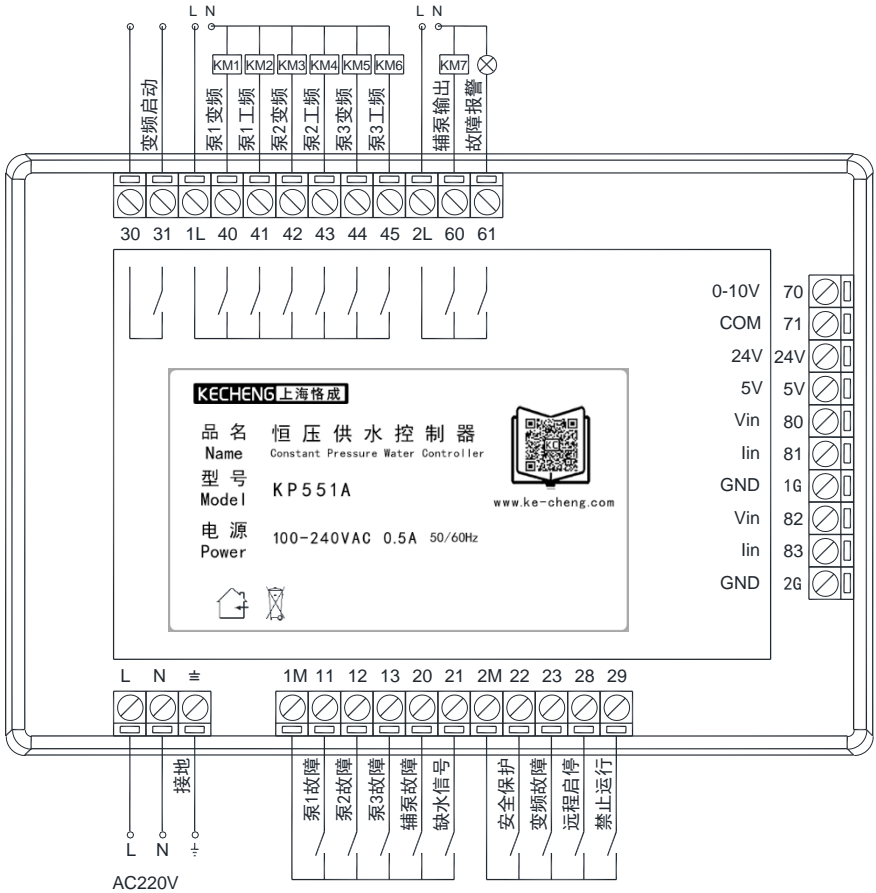 L N
L N
KM1 KM2 KM3 KM4 KM5 KM6
KM7
变频启动
泵1变频
泵1工频
泵2变频
泵2工频
泵3变频
泵3工频
辅泵输出
故障报警
30 31 1L 40 41 42 43 44 45 2L 60 61
0-10V 70
COM 71
24V 24V
5V 5V
Vin 80
Iin 81
GND 1G
Vin 82
Iin 83
GND 2G
KECHENG 上海恪成
品名 恒压供水控制器
Name Constant Pressure Water Controller
型号
Model KP551A
电源
Power 100-240VAC 0.5A 50/60Hz
KC
www.ke-cheng.com
L N
1M 11 12 13 20 21 2M 22 23 28 29
接地
泵1故障
泵2故障
泵3故障
辅泵故障
缺水信号
安全保护
变频故障
远程启停
禁止运行
L N
AC220V